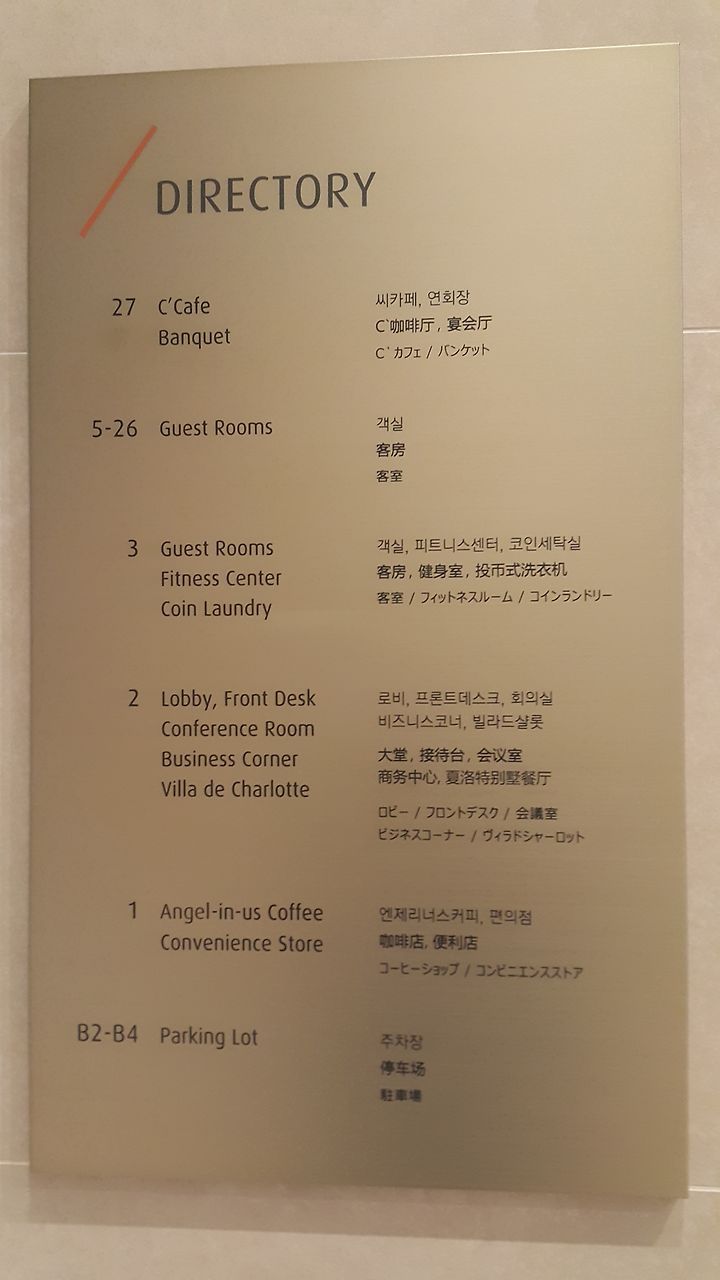 DIRECTORY
27 C'Cafe
Banquet
씨카페, 연회장
C`咖啡厅, 宴会厅
C`カフェ / バンケット
5-26 Guest Rooms
객실
客房
客室
3 Guest Rooms
Fitness Center
Coin Laundry
객실, 피트니스센터, 코인세탁실
客房, 健身室, 投币式洗衣机
客室 / フィットネスルーム / コインランドリー
2 Lobby, Front Desk
Conference Room
Business Corner
Villa de Charlotte
로비, 프론트데스크, 회의실
비즈니스코너, 빌라드샬롯
大堂, 接待台, 会议室
商务中心, 夏洛特别墅餐厅
ロビー / フロントデスク / 会議室
ビジネスコーナー / ヴィラドシャーロット
1 Angel-in-us Coffee
Convenience Store
엔제리너스커피, 편의점
咖啡店, 便利店
コーヒーショップ / コンビニエンスストア
B2-B4 Parking Lot
주차장
停车场
駐車場